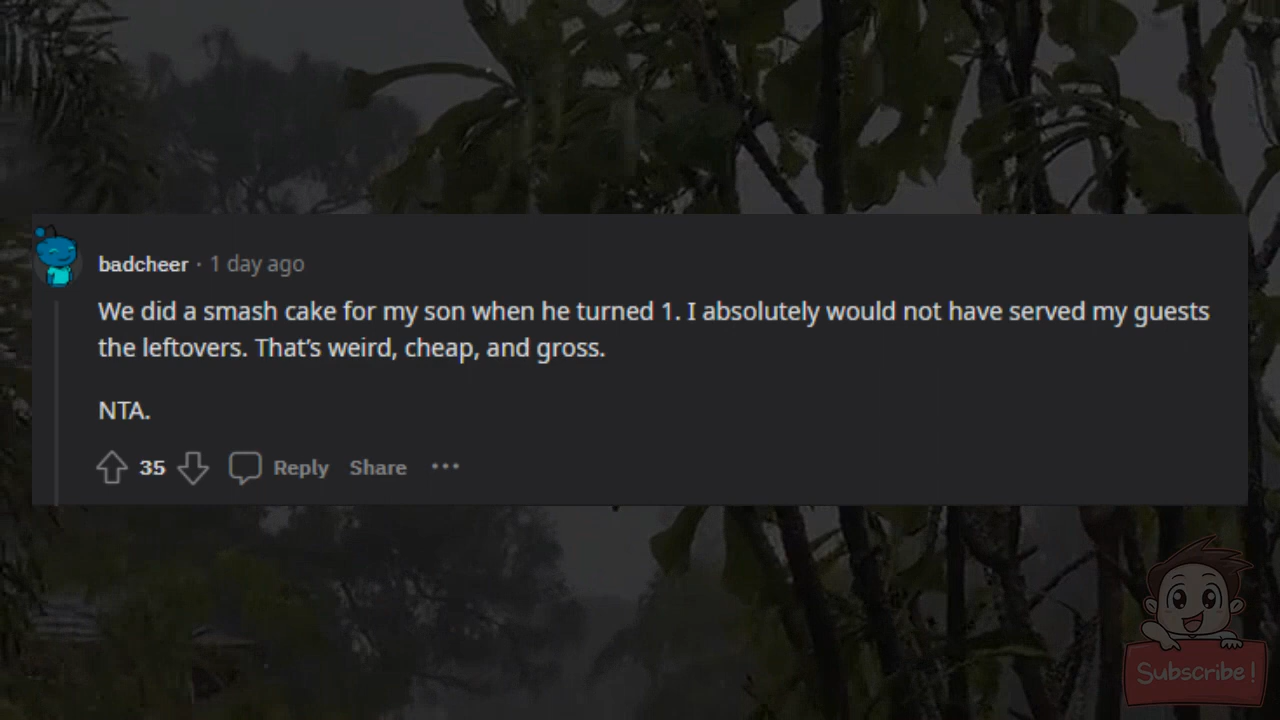 badcheer · 1 day ago
We did a smash cake for my son when he turned 1. I absolutely would not have served my guests
the leftovers. That’s weird, cheap, and gross.
NTA.
35 Reply Share ···
Subscribe!